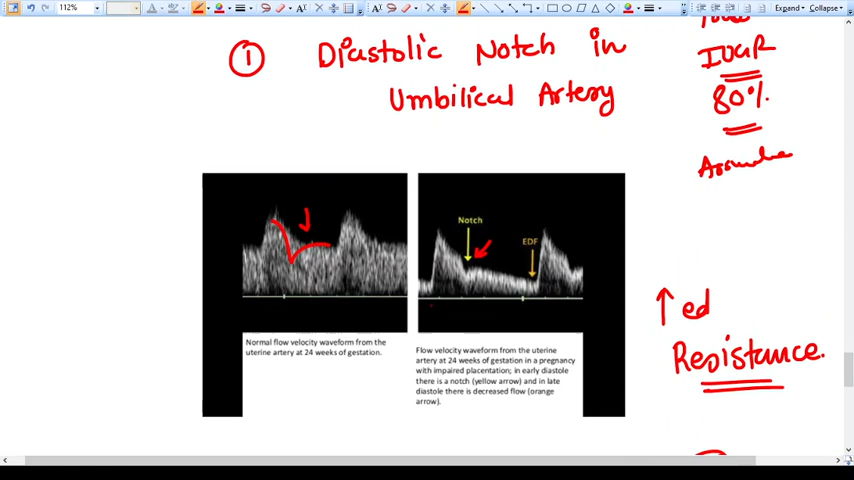 112%
Expand
Collapse
① Diastolic Notch in
Umbilical Artery
IUGR
80%
Notch
EDF
Normal flow velocity waveform from the
uterine artery at 24 weeks of gestation.
Flow velocity waveform from the uterine
artery at 24 weeks of gestation in a pregnancy
with impaired placentation; in early diastole
there is a notch (yellow arrow) and in late
diastole there is decreased flow (orange
arrow).
↑ ed
Resistance.